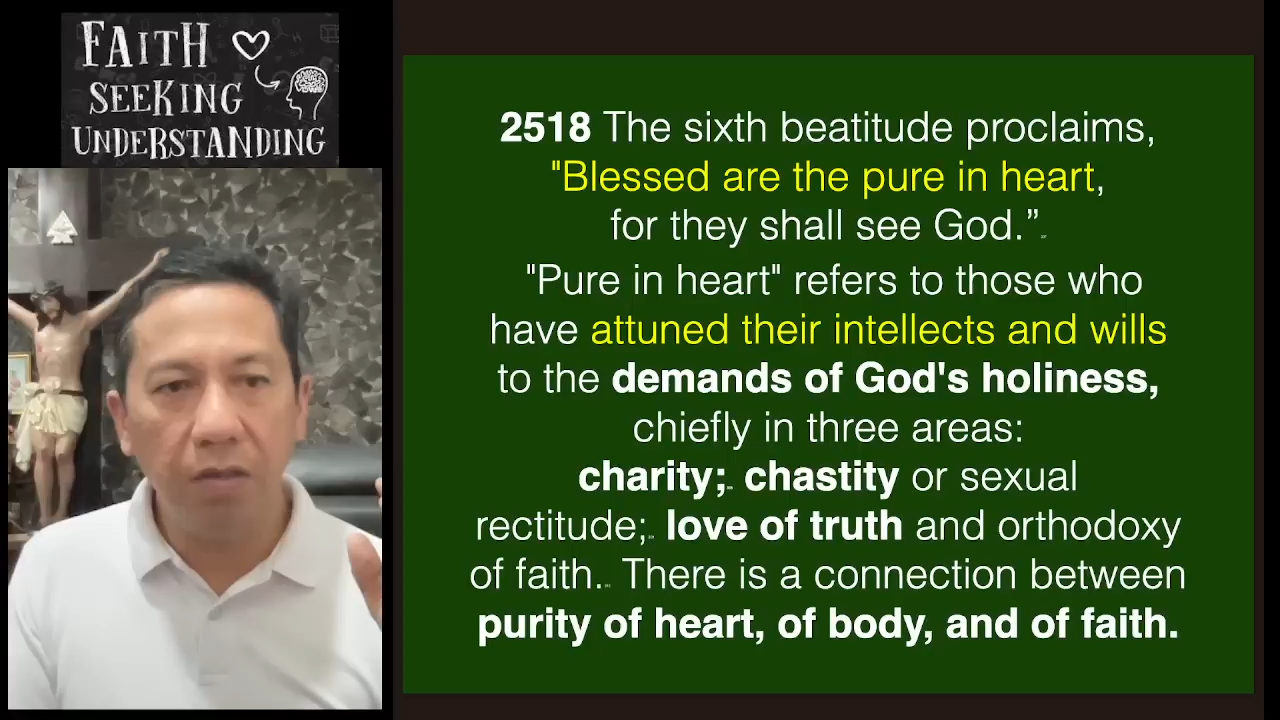 FAITH
SEEKING
UNDERSTANDING
2518 The sixth beatitude proclaims,
"Blessed are the pure in heart,
for they shall see God.”
"Pure in heart" refers to those who
have attuned their intellects and wills
to the demands of God's holiness,
chiefly in three areas:
charity; chastity or sexual
rectitude; love of truth and orthodoxy
of faith. There is a connection between
purity of heart, of body, and of faith.